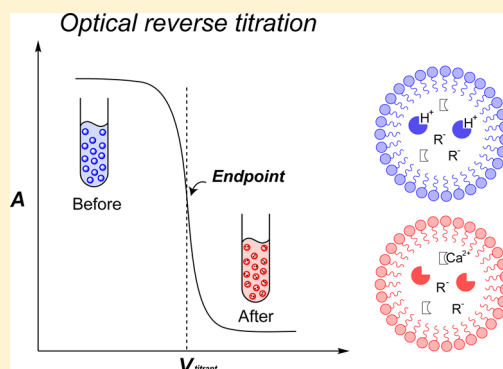 Optical reverse titration
A
Before
Endpoint
After
V titrant
H+
H+
R-
R-
Ca2+
R-
R-